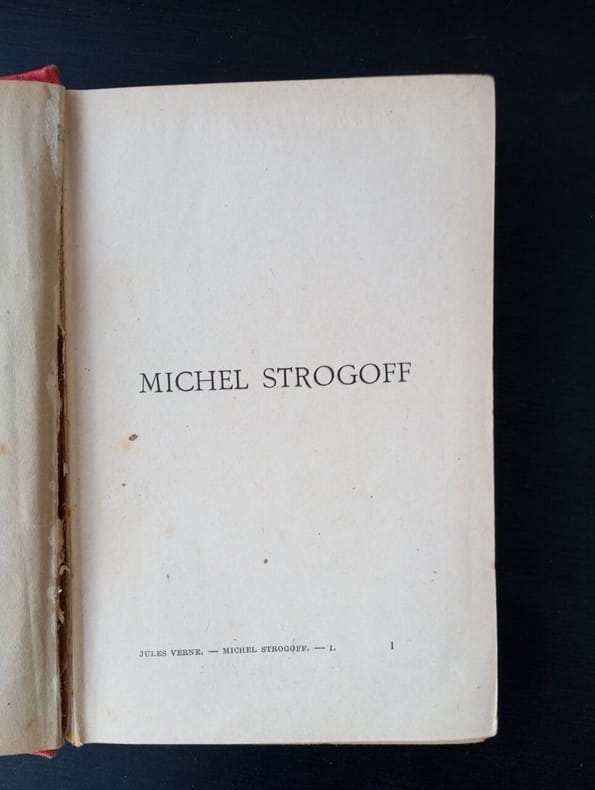 MICHEL STROGOFF
JULES VERNE. — MICHEL STROGOFF. — I. 1